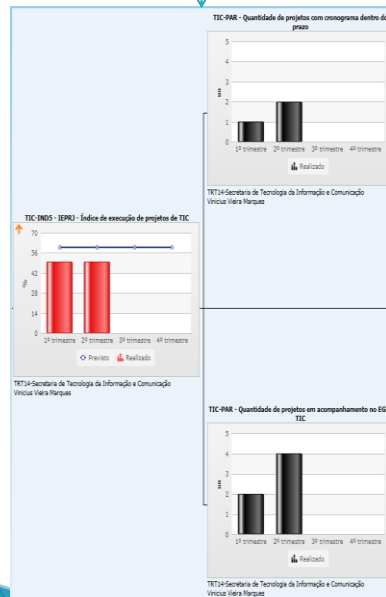 TIC-PAR - Quantidade de projetos com cronograma dentro do
prazo
5
4
3
2
1
0
un
1º trimestre 2º trimestre 3º trimestre 4º trimestre
Realizado
TRT14-Secretaria de Tecnologia da Informação e Comunicação
Vinicius Vieira Marques
TIC-IND5 - IEPRJ - Índice de execução de projetos de TIC
70
56
42
28
14
0
%
1º trimestre 2º trimestre 3º trimestre 4º trimestre
Previsto Realizado
TRT14-Secretaria de Tecnologia da Informação e Comunicação
Vinicius Vieira Marques
TIC-PAR - Quantidade de projetos em acompanhamento no EGP
TIC
5
4
3
2
1
0
un
1º trimestre 2º trimestre 3º trimestre 4º trimestre
Realizado
TRT14-Secretaria de Tecnologia da Informação e Comunicação
Vinicius Vieira Marques